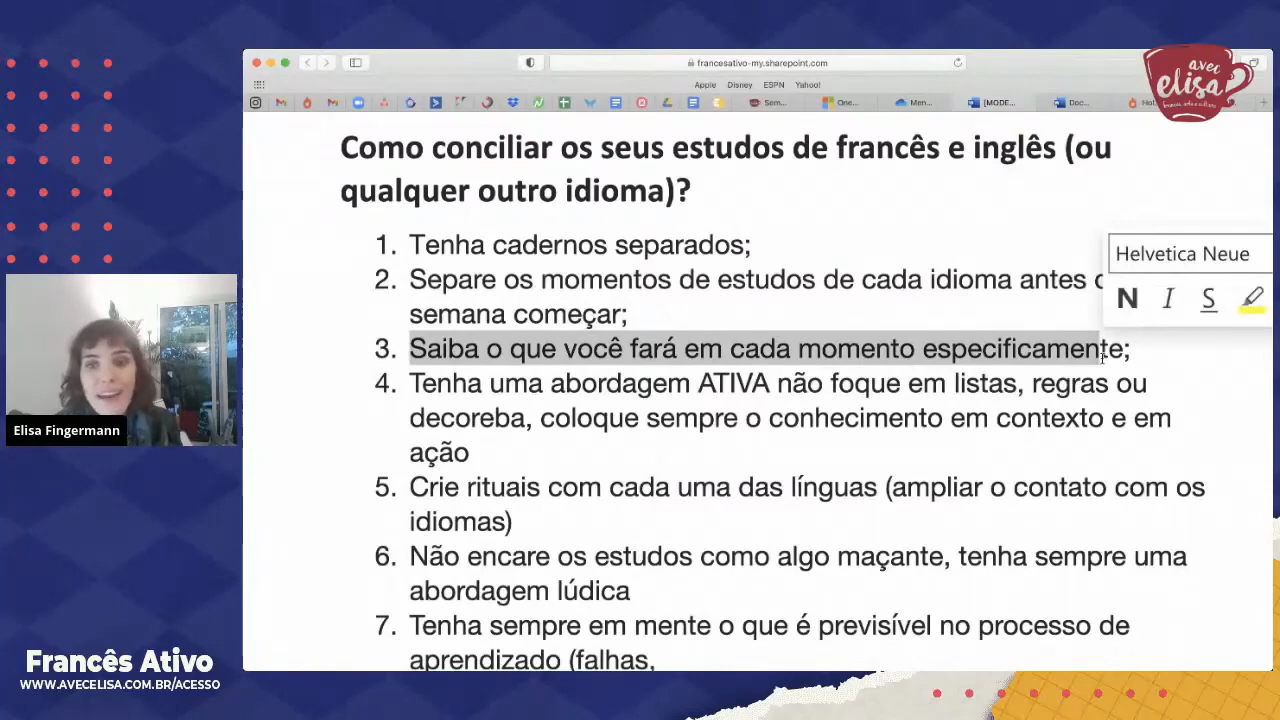 francesativo-my.sharepoint.com
Apple Disney ESPN Yahoo!
Sem... One... Men... [MODE... Doc...
avec
elisa
Como conciliar os seus estudos de francês e inglês (ou
qualquer outro idioma)?
1. Tenha cadernos separados;
2. Separe os momentos de estudos de cada idioma antes
semana começar;
3. Saiba o que você fará em cada momento especificamente;
4. Tenha uma abordagem ATIVA não foque em listas, regras ou
decoreba, coloque sempre o conhecimento em contexto e em
ação
5. Crie rituais com cada uma das línguas (ampliar o contato com os
idiomas)
6. Não encare os estudos como algo maçante, tenha sempre uma
abordagem lúdica
7. Tenha sempre em mente o que é previsível no processo de
aprendizado (falhas,
Helvetica Neue
N I S
Elisa Fingermann
Francês Ativo
WWW.AVECELISA.COM.BR/ACESSO